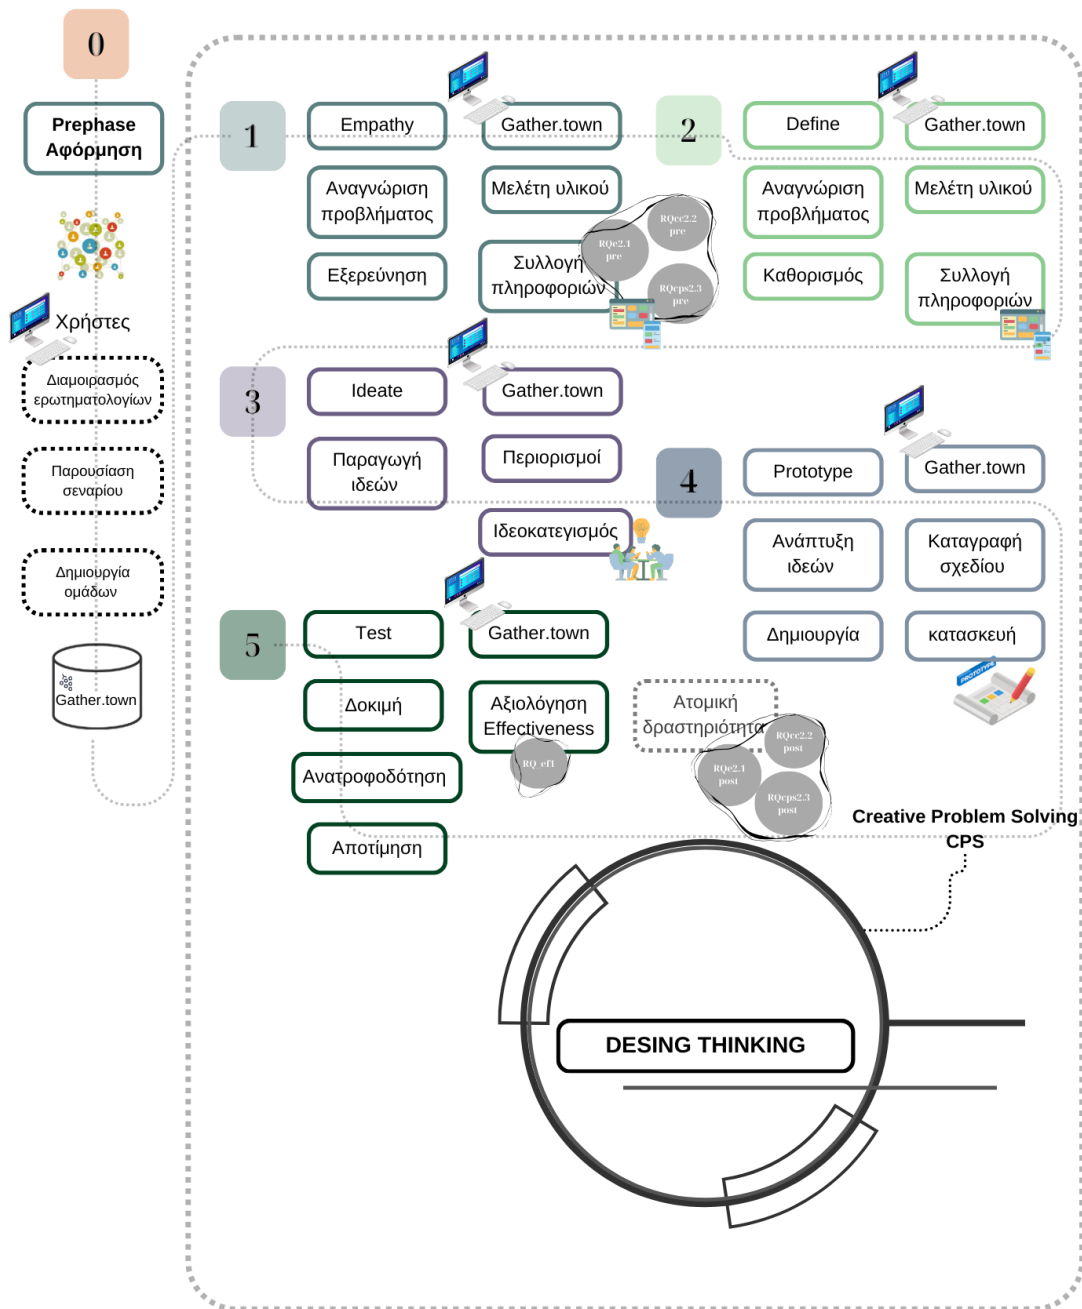 0
Prephase
Αφόρμηση
Χρήστες
Διαμοιρασμός
ερωτηματολογίων
Παρουσίαση
σεναρίου
Δημιουργία
ομάδων
Gather.town
1
Empathy
Gather.town
Αναγνώριση
προβλήματος
Μελέτη υλικού
Εξερεύνηση
Συλλογή
πληροφοριών
RQcc2.2
pre
RQe2.1
pre
RQcps2.3
pre
2
Define
Gather.town
Αναγνώριση
προβλήματος
Μελέτη υλικού
Καθορισμός
Συλλογή
πληροφοριών
3
Ideate
Gather.town
Παραγωγή
ιδεών
Περιορισμοί
Ιδεοκατεγισμός
4
Prototype
Gather.town
Ανάπτυξη
ιδεών
Καταγραφή
σχεδίου
Δημιουργία
κατασκευή
PROTOTYPE
5
Test
Gather.town
Δοκιμή
Αξιολόγηση
Effectiveness
RQ_ef1
Ανατροφοδότηση
Αποτίμηση
Ατομική
δραστηριότητα
RQcc2.2
post
RQe2.1
post
RQcps2.3
post
Creative Problem Solving
CPS
DESING THINKING